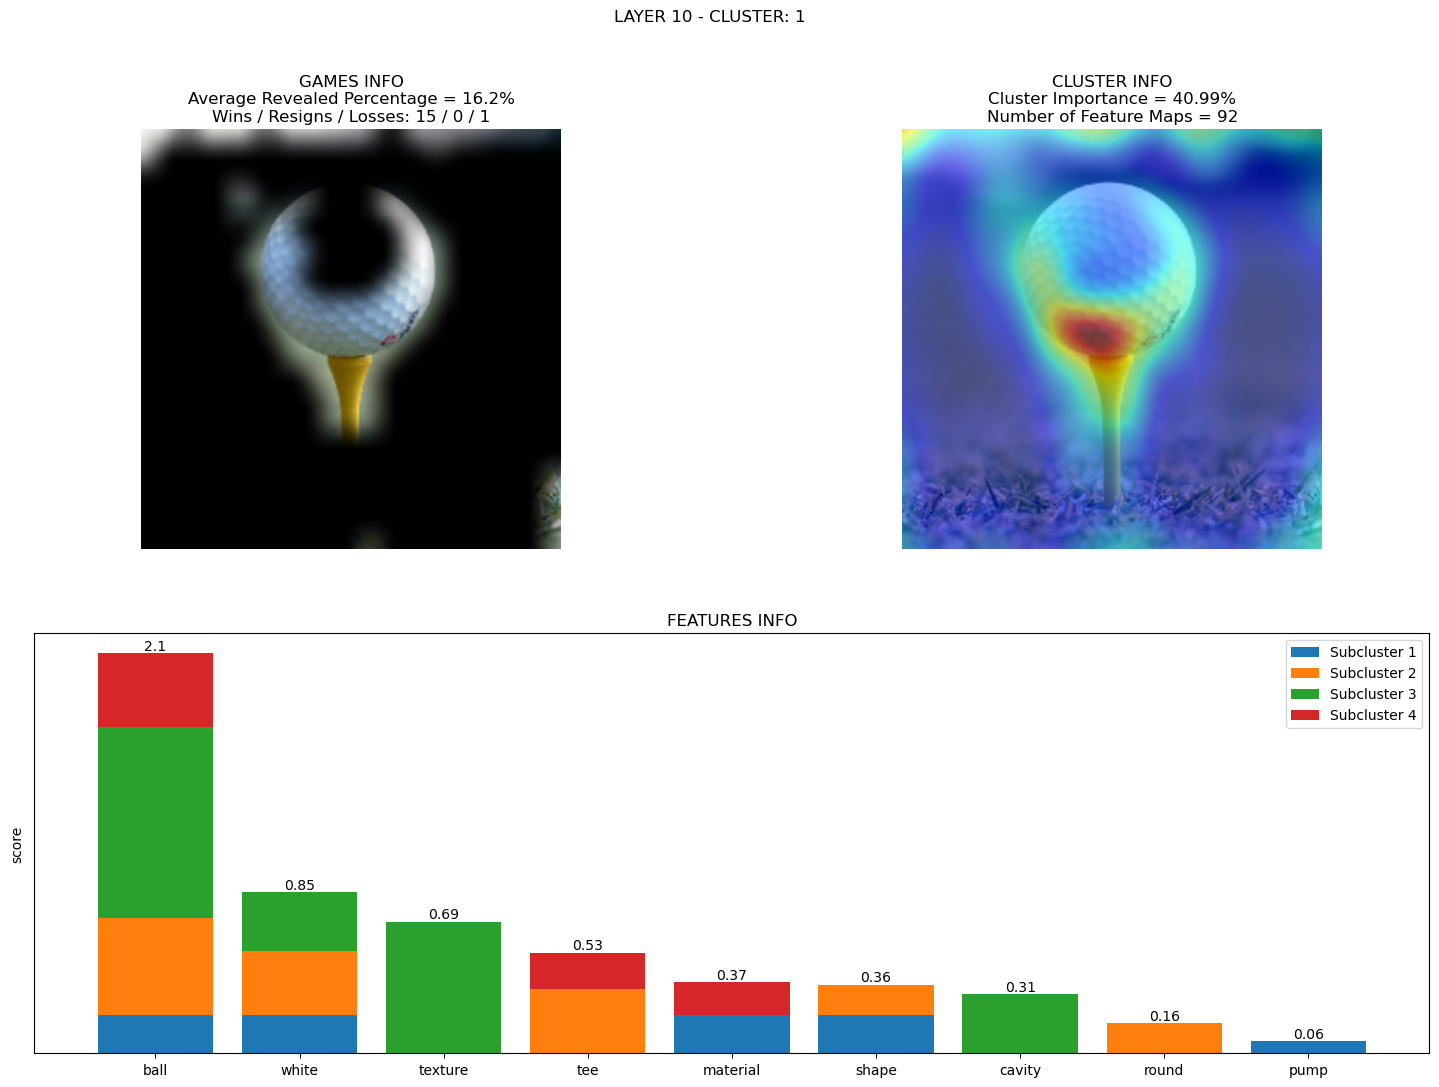 LAYER 10 - CLUSTER: 1
GAMES INFO
Average Revealed Percentage = 16.2%
Wins / Resigns / Losses: 15 / 0 / 1
CLUSTER INFO
Cluster Importance = 40.99%
Number of Feature Maps = 92
FEATURES INFO
score
2.1
0.85
0.69
0.53
0.37
0.36
0.31
0.16
0.06
Subcluster 1
Subcluster 2
Subcluster 3
Subcluster 4
ball
white
texture
tee
material
shape
cavity
round
pump